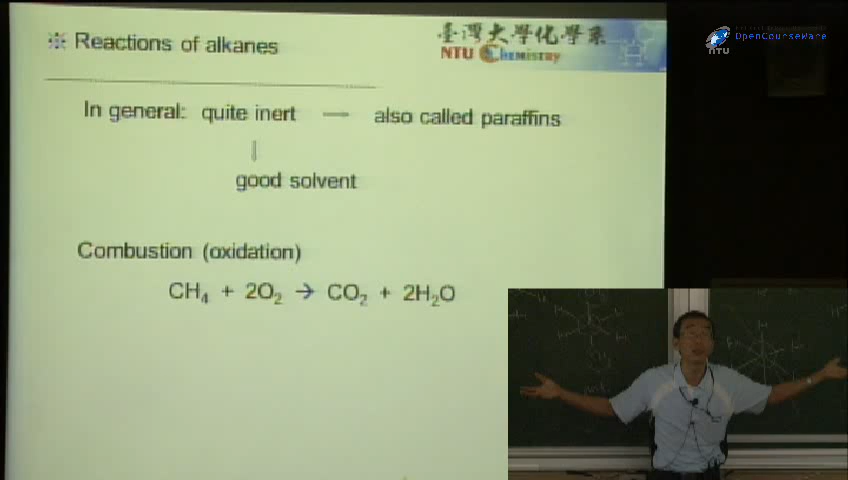 ※ Reactions of alkanes
臺灣大學化學系
NTU Chemistry
OpenCourseWare
NTU
In general: quite inert → also called paraffins
↓
good solvent
Combustion (oxidation)
CH₄ + 2O₂ → CO₂ + 2H₂O